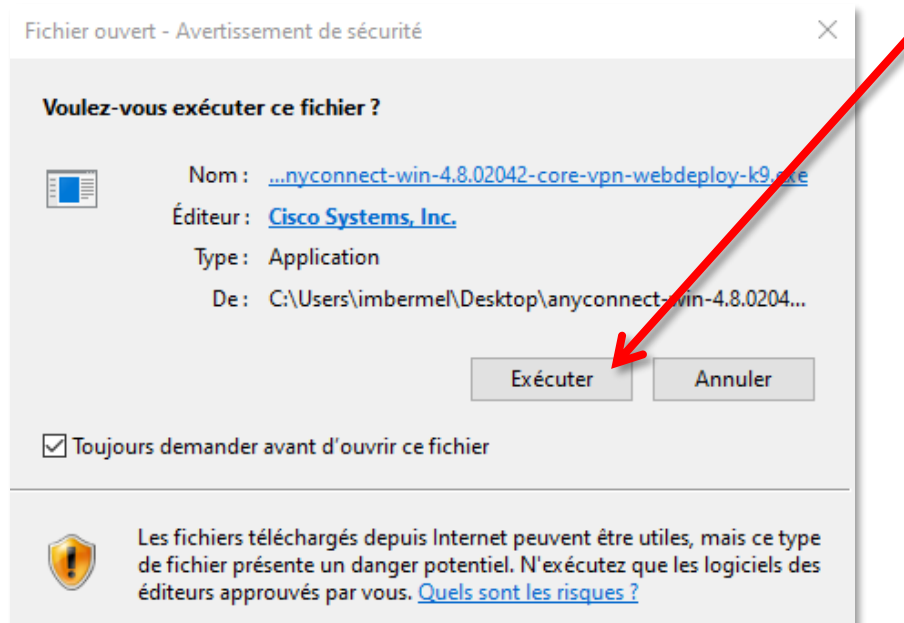 Fichier ouvert - Avertissement de sécurité
Voulez-vous exécuter ce fichier ?
Nom : ...nyconnect-win-4.8.02042-core-vpn-webdeploy-k9.exe
Éditeur : Cisco Systems, Inc.
Type : Application
De : C:\Users\imbermel\Desktop\anyconnect-win-4.8.0204...
Exécuter Annuler
Toujours demander avant d'ouvrir ce fichier
Les fichiers téléchargés depuis Internet peuvent être utiles, mais ce type
de fichier présente un danger potentiel. N'exécutez que les logiciels des
éditeurs approuvés par vous. Quels sont les risques ?